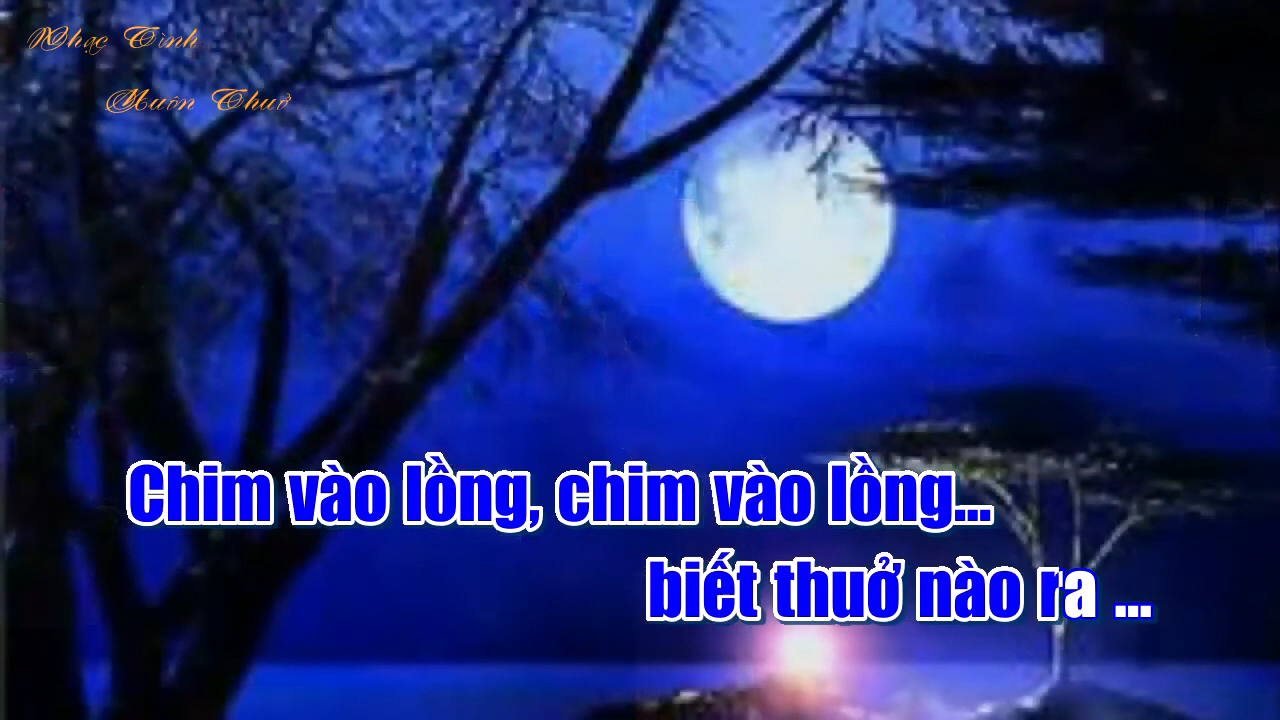 Nhạc Tình
Muôn Thuở
Chim vào lồng, chim vào lồng...
biết thuở nào ra ...